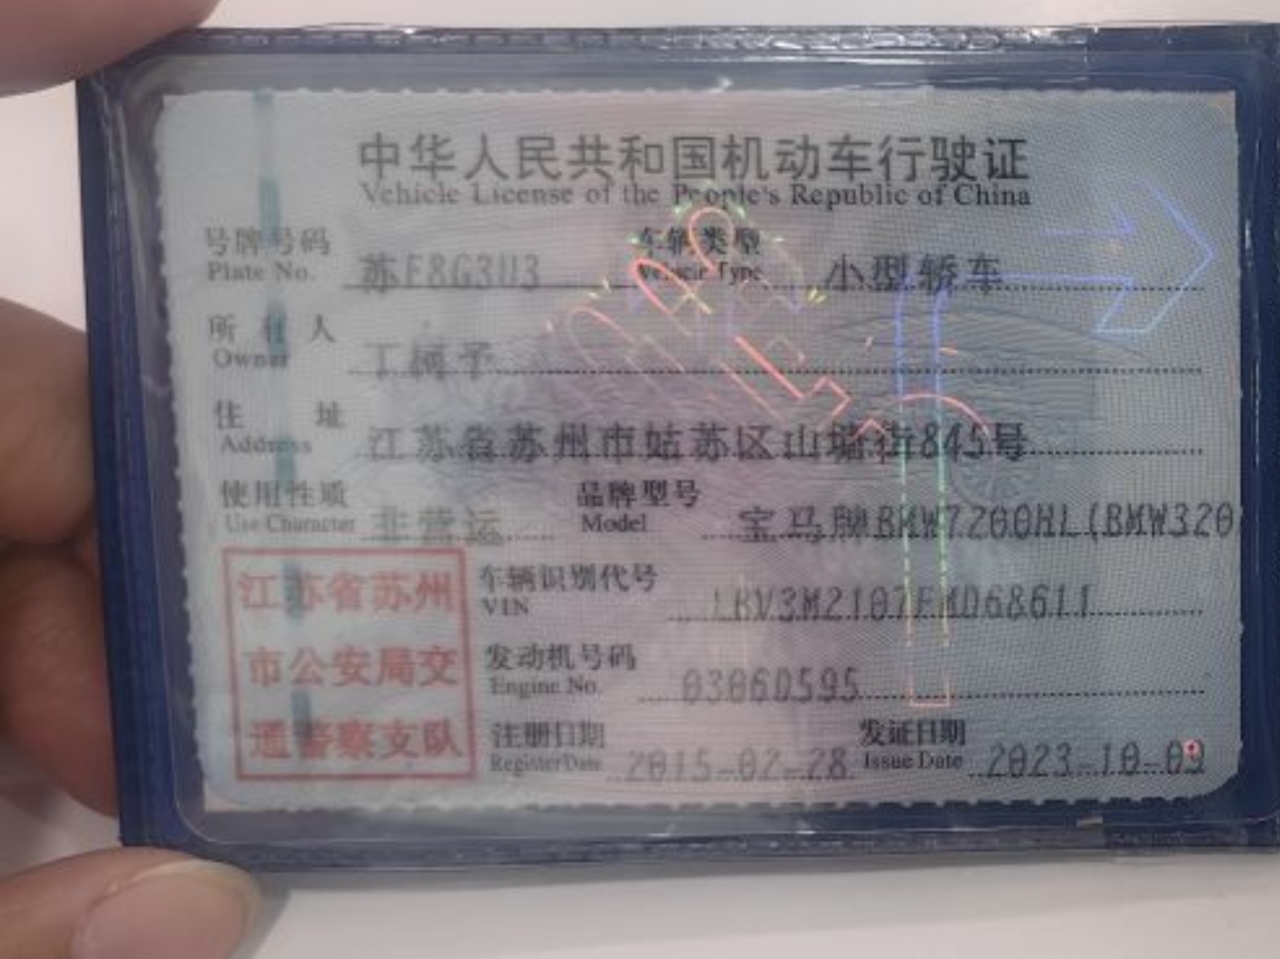 中华人民共和国机动车行驶证
Vehicle License of the People's Republic of China
号牌号码 车辆类型
Plate No. 苏E8G3U3 Vehicle Type 小型轿车
所有人
Owner 丁柯予
住址
Address 江苏省苏州市姑苏区山塘街845号
使用性质 品牌型号
Use Character 非营运 Model 宝马牌BMW7200HL(BMW320
江苏省苏州 车辆识别代号
VIN
市公安局交 发动机号码
Engine No. 03060595
通警察支队 注册日期 发证日期
Register Date 2015-02-28 Issue Date 2023-10-09